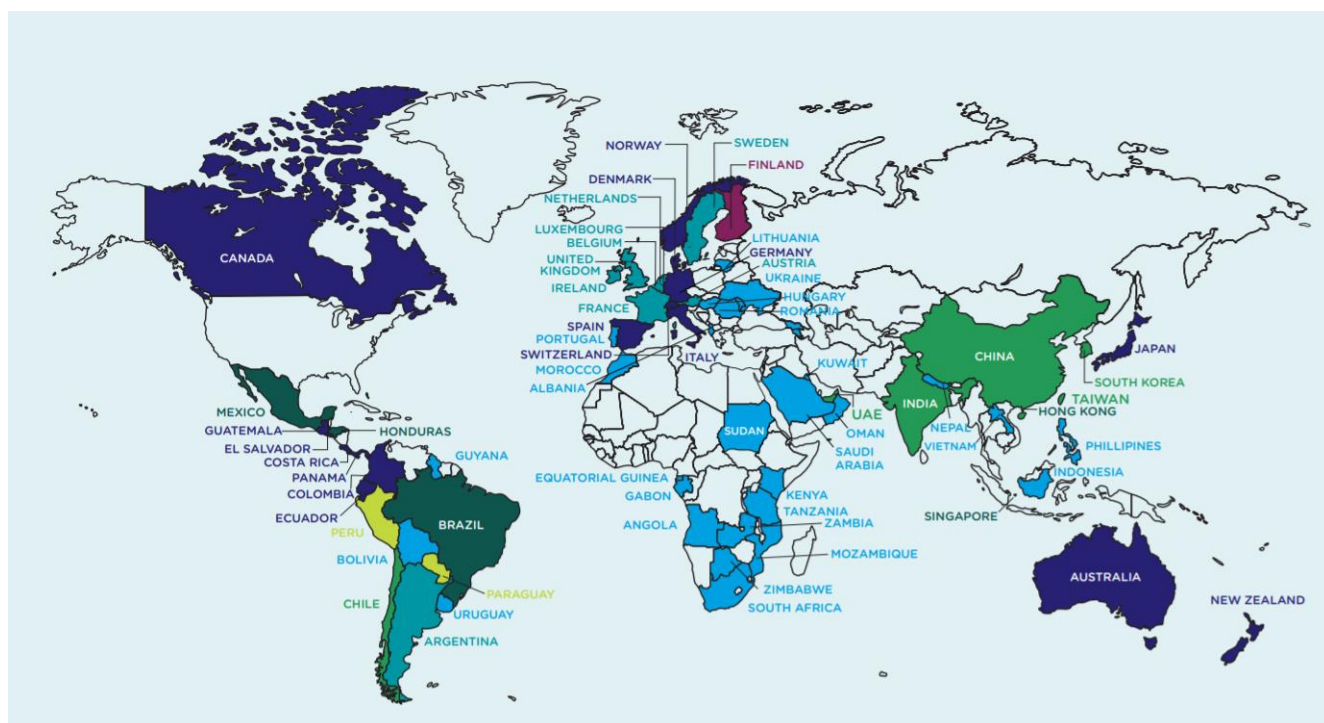 NORWAY
SWEDEN
FINLAND
DENMARK
NETHERLANDS
LUXEMBOURG
BELGIUM
LITHUANIA
GERMANY
CANADA
UNITED
KINGDOM
AUSTRIA
UKRAINE
IRELAND
HUNGARY
FRANCE
ROMANIA
SPAIN
PORTUGAL
SWITZERLAND
ITALY
MOROCCO
ALBANIA
KUWAIT
CHINA
JAPAN
SOUTH KOREA
TAIWAN
INDIA
HONG KONG
MEXICO
GUATEMALA
HONDURAS
EL SALVADOR
COSTA RICA
GUYANA
PANAMA
COLOMBIA
ECUADOR
PERU
BRAZIL
BOLIVIA
CHILE
PARAGUAY
URUGUAY
ARGENTINA
UAE
OMAN
SUDAN
SAUDI
ARABIA
NEPAL
VIETNAM
PHILLIPINES
INDONESIA
SINGAPORE
EQUATORIAL GUINEA
GABON
KENYA
TANZANIA
ANGOLA
ZAMBIA
MOZAMBIQUE
ZIMBABWE
SOUTH AFRICA
AUSTRALIA
NEW ZEALAND